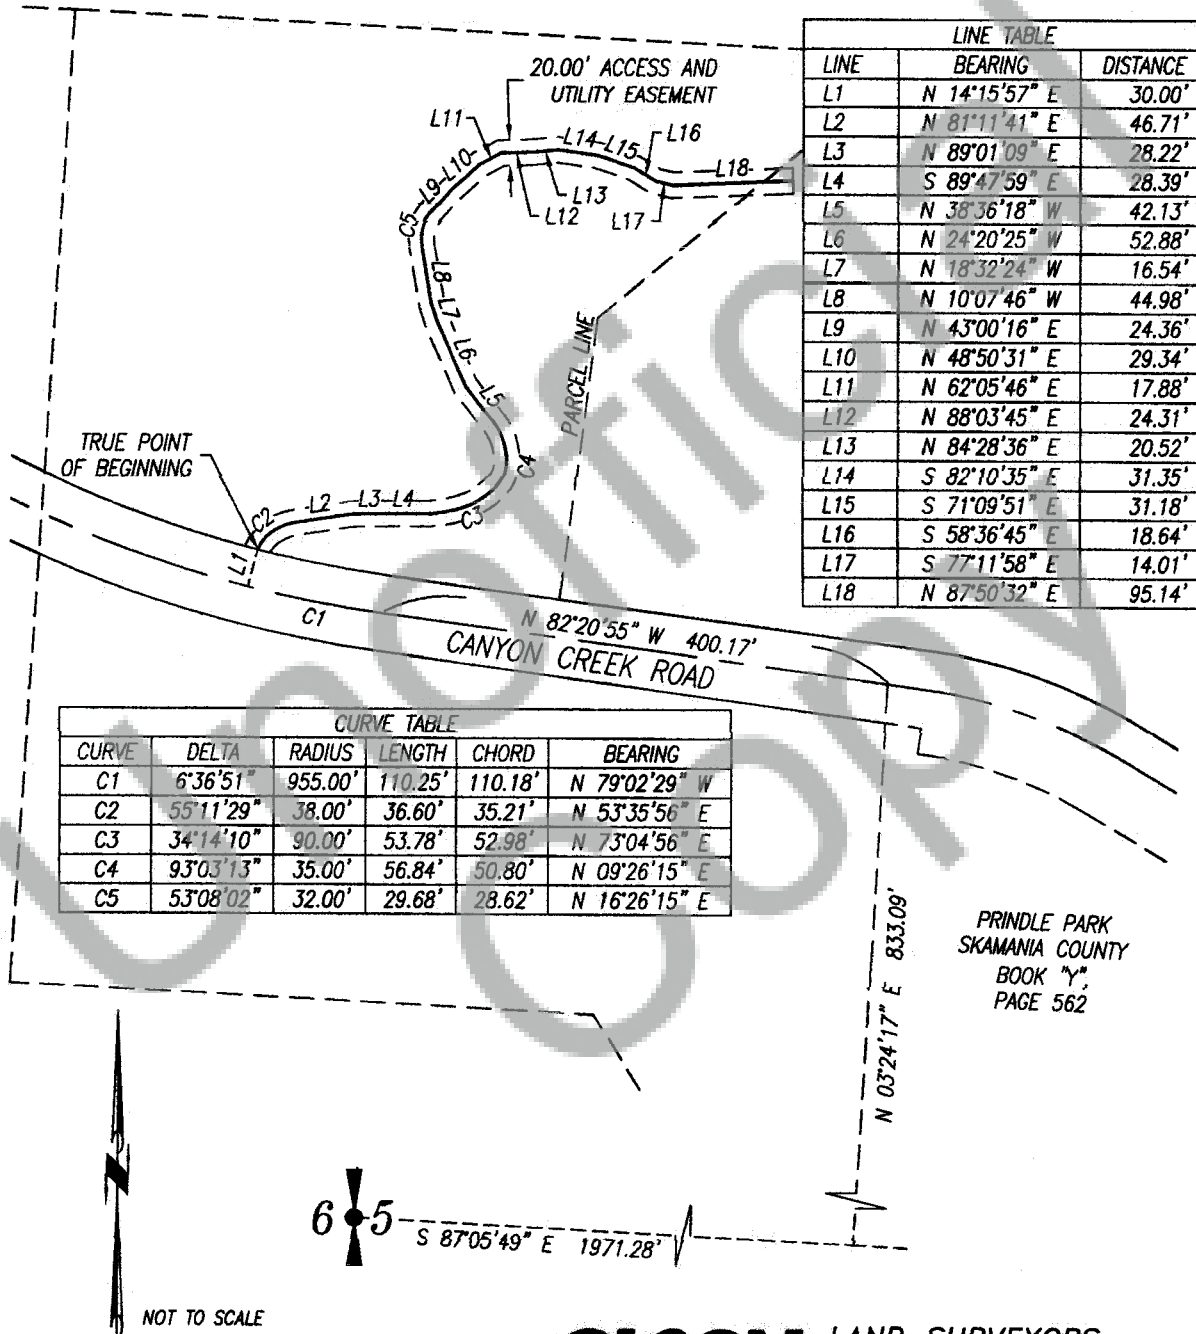 LINE TABLE
LINE BEARING DISTANCE
L1 N 14°15'57" E 30.00'
L2 N 81°11'41" E 46.71'
L3 N 89°01'09" E 28.22'
L4 S 89°47'59" E 28.39'
L5 N 38°36'18" W 42.13'
L6 N 24°20'25" W 52.88'
L7 N 18°32'24" W 16.54'
L8 N 10°07'46" W 44.98'
L9 N 43°00'16" E 24.36'
L10 N 48°50'31" E 29.34'
L11 N 62°05'46" E 17.88'
L12 N 88°03'45" E 24.31'
L13 N 84°28'36" E 20.52'
L14 S 82°10'35" E 31.35'
L15 S 71°09'51" E 31.18'
L16 S 58°36'45" E 18.64'
L17 S 77°11'58" E 14.01'
L18 N 87°50'32" E 95.14'
20.00' ACCESS AND
UTILITY EASEMENT
L11
L14
L15
L16
L10
L9
L18
L13
L12
L17
C5
L8
L7
L6
L5
PARCEL LINE
TRUE POINT
OF BEGINNING
C4
C2
L2
L3
L4
C3
L1
C1
N 82°20'55" W 400.17'
CANYON CREEK ROAD
CURVE TABLE
CURVE DELTA RADIUS LENGTH CHORD BEARING
C1 6°36'51" 955.00' 110.25' 110.18' N 79°02'29" W
C2 55°11'29" 38.00' 36.60' 35.21' N 53°35'56" E
C3 34°14'10" 90.00' 53.78' 52.98' N 73°04'56" E
C4 93°03'13" 35.00' 56.84' 50.80' N 09°26'15" E
C5 53°08'02" 32.00' 29.68' 28.62' N 16°26'15" E
N 03°24'17" E 833.09'
PRINDLE PARK
SKAMANIA COUNTY
BOOK "Y",
PAGE 562
6 5
S 87°05'49" E 1971.28'
NOT TO SCALE
LAND SURVEYORS
Unofficial
Copy